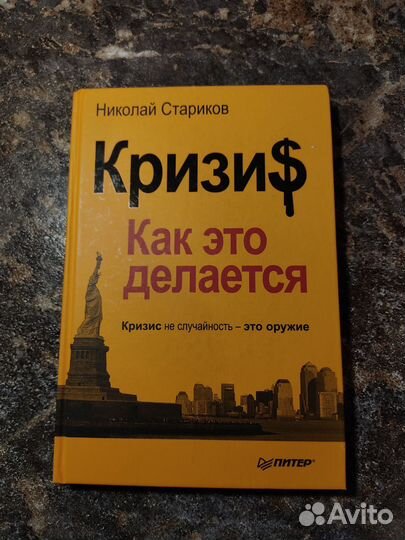 Николай Стариков
Кризи$
Как это
делается
Кризис не случайность – это оружие
ПИТЕР®
Avito